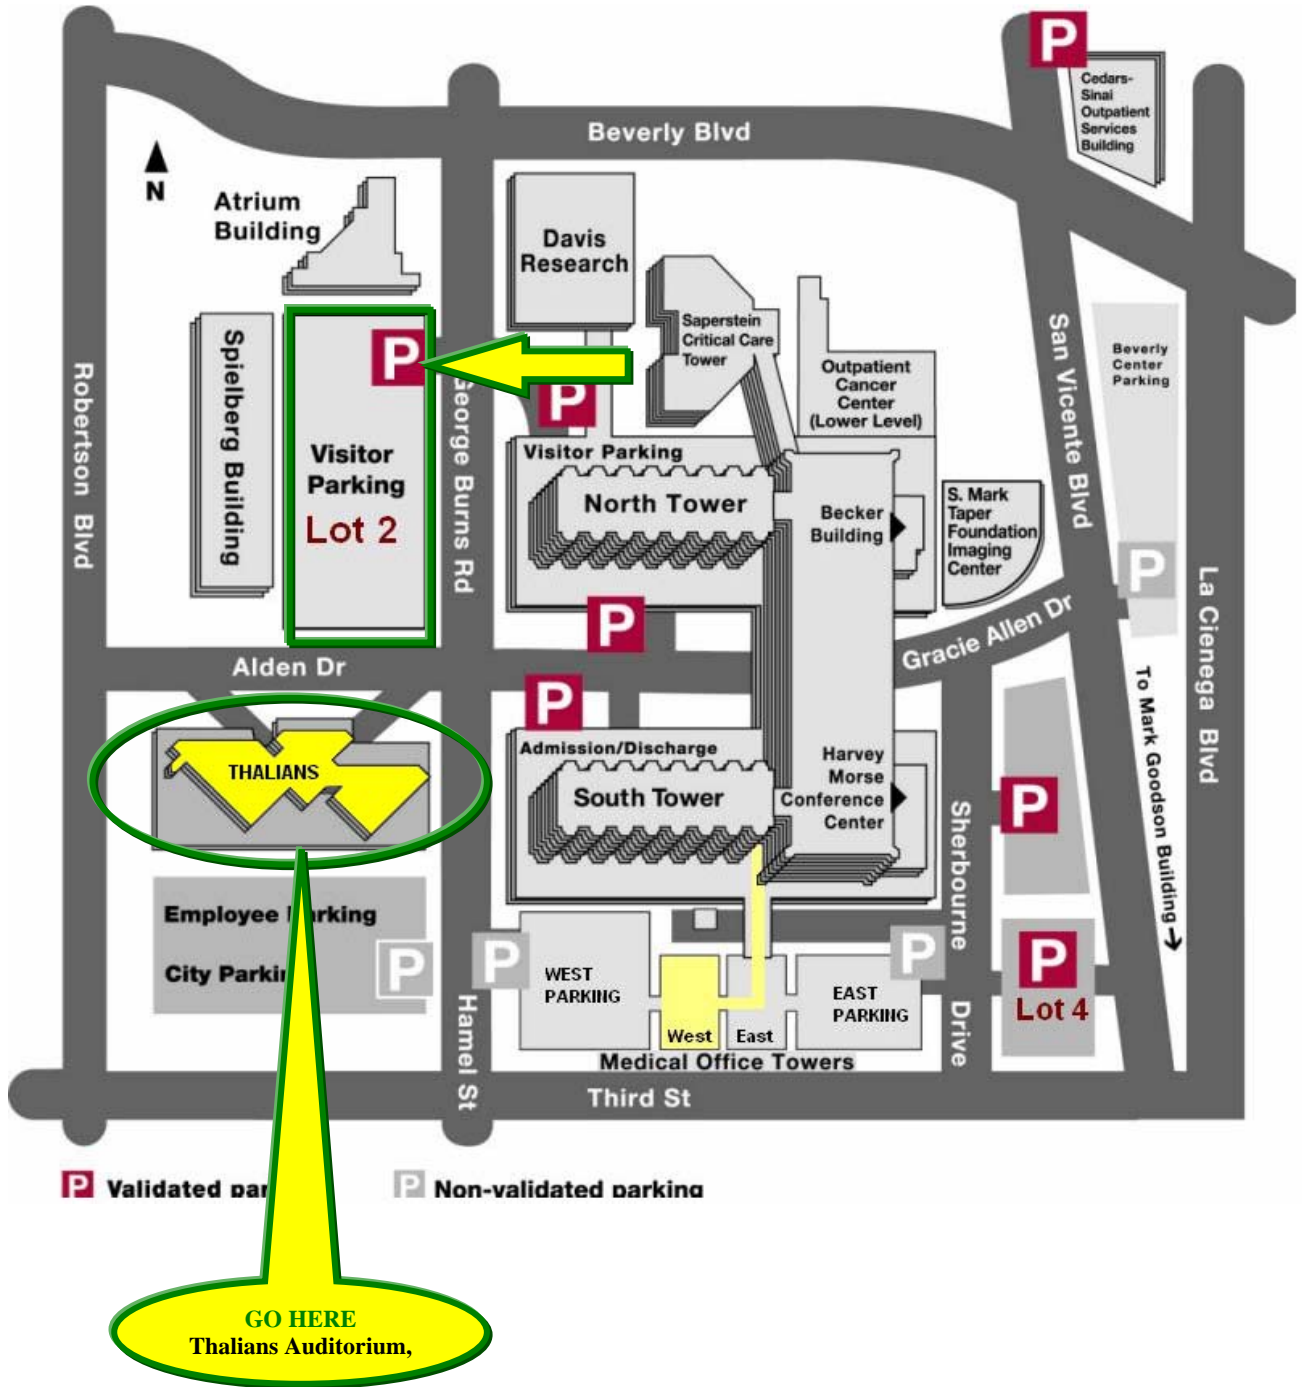 P
Cedars-
Sinai
Outpatient
Services
Building
Beverly Blvd
N
Atrium
Building
Davis
Research
Saperstein
Critical Care
Tower
Outpatient
Cancer
Center
(Lower Level)
San Vicente Blvd
Beverly
Center
Parking
Robertson Blvd
Spielberg Building
P
Visitor
Parking
Lot 2
George Burns Rd
P
Visitor Parking
North Tower
Becker
Building
S. Mark
Taper
Foundation
Imaging
Center
P
La Cienega Blvd
P
Gracie Allen Dr
Alden Dr
P
To Mark Goodson Building
Admission/Discharge
THALIANS
South Tower
Harvey
Morse
Conference
Center
P
Sherbourne Drive
Employee
rking
City Parki
P
P
WEST
PARKING
P
EAST
PARKING
P
Lot 4
West
East
Medical Office Towers
Hamel St
Third St
P Validated par
P Non-validated parking
GO HERE
Thalians Auditorium,